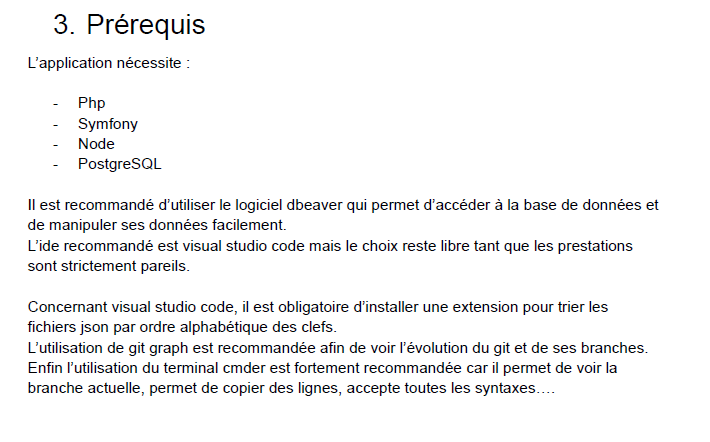 3. Prérequis
L’application nécessite :
- Php
- Symfony
- Node
- PostgreSQL
Il est recommandé d’utiliser le logiciel dbeaver qui permet d’accéder à la base de données et
de manipuler ses données facilement.
L’ide recommandé est visual studio code mais le choix reste libre tant que les prestations
sont strictement pareils.
Concernant visual studio code, il est obligatoire d’installer une extension pour trier les
fichiers json par ordre alphabétique des clefs.
L’utilisation de git graph est recommandée afin de voir l’évolution du git et de ses branches.
Enfin l’utilisation du terminal cmder est fortement recommandée car il permet de voir la
branche actuelle, permet de copier des lignes, accepte toutes les syntaxes….